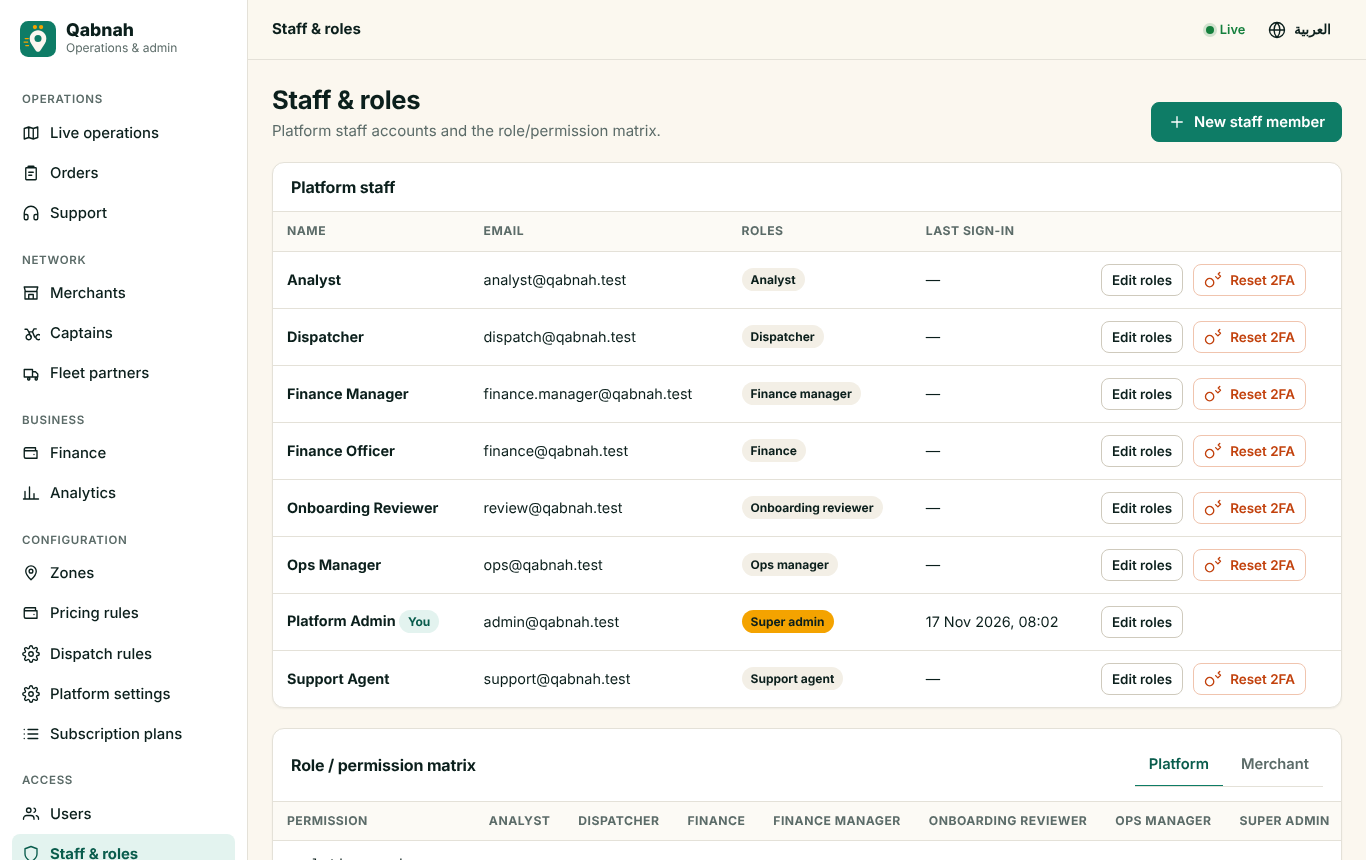 Qabnah
Operations & admin
OPERATIONS
Live operations
Orders
Support
NETWORK
Merchants
Captains
Fleet partners
BUSINESS
Finance
Analytics
CONFIGURATION
Zones
Pricing rules
Dispatch rules
Platform settings
Subscription plans
ACCESS
Users
Staff & roles
Staff & roles
Live
العربية
Staff & roles
Platform staff accounts and the role/permission matrix.
New staff member
Platform staff
NAME EMAIL ROLES LAST SIGN-IN
Analyst analyst@qabnah.test Analyst — Edit roles Reset 2FA
Dispatcher dispatch@qabnah.test Dispatcher — Edit roles Reset 2FA
Finance Manager finance.manager@qabnah.test Finance manager — Edit roles Reset 2FA
Finance Officer finance@qabnah.test Finance — Edit roles Reset 2FA
Onboarding Reviewer review@qabnah.test Onboarding reviewer — Edit roles Reset 2FA
Ops Manager ops@qabnah.test Ops manager — Edit roles Reset 2FA
Platform Admin You admin@qabnah.test Super admin 17 Nov 2026, 08:02 Edit roles
Support Agent support@qabnah.test Support agent — Edit roles Reset 2FA
Role / permission matrix
Platform Merchant
PERMISSION ANALYST DISPATCHER FINANCE FINANCE MANAGER ONBOARDING REVIEWER OPS MANAGER SUPER ADMIN